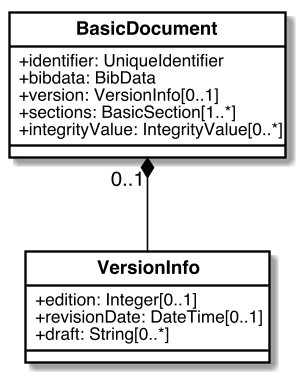 BasicDocument
+identifier: UniqueIdentifier
+bibdata: BibData
+version: VersionInfo[0..1]
+sections: BasicSection[1..*]
+integrityValue: IntegrityValue[0..*]
0..1
VersionInfo
+edition: Integer[0..1]
+revisionDate: DateTime[0..1]
+draft: String[0..*]